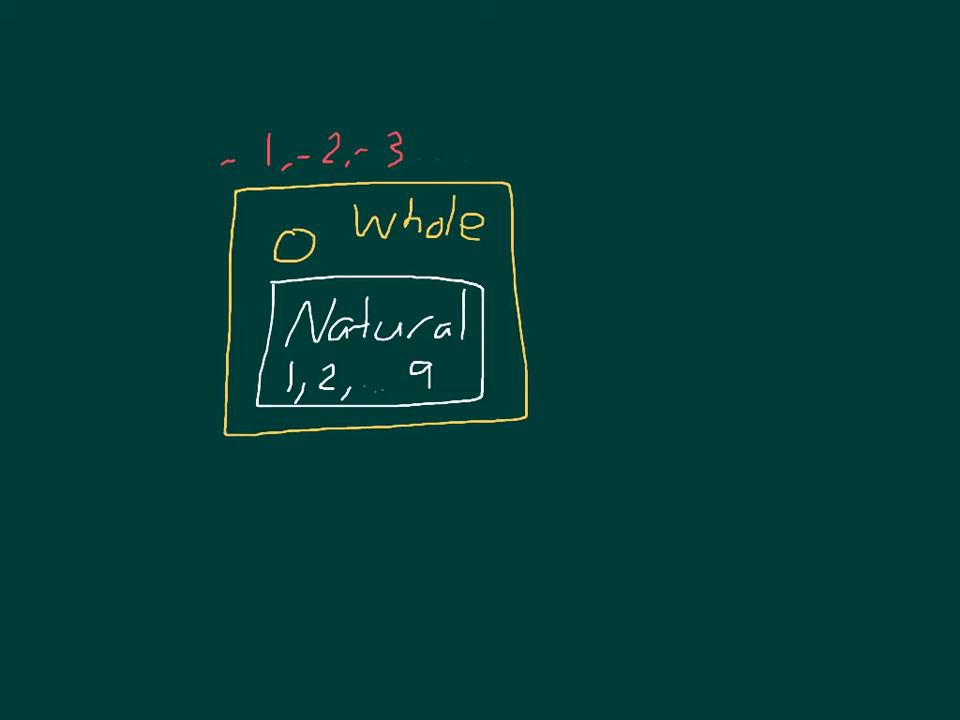 - 1, - 2, - 3 ......
0 Whole
Natural
1, 2, .... 9